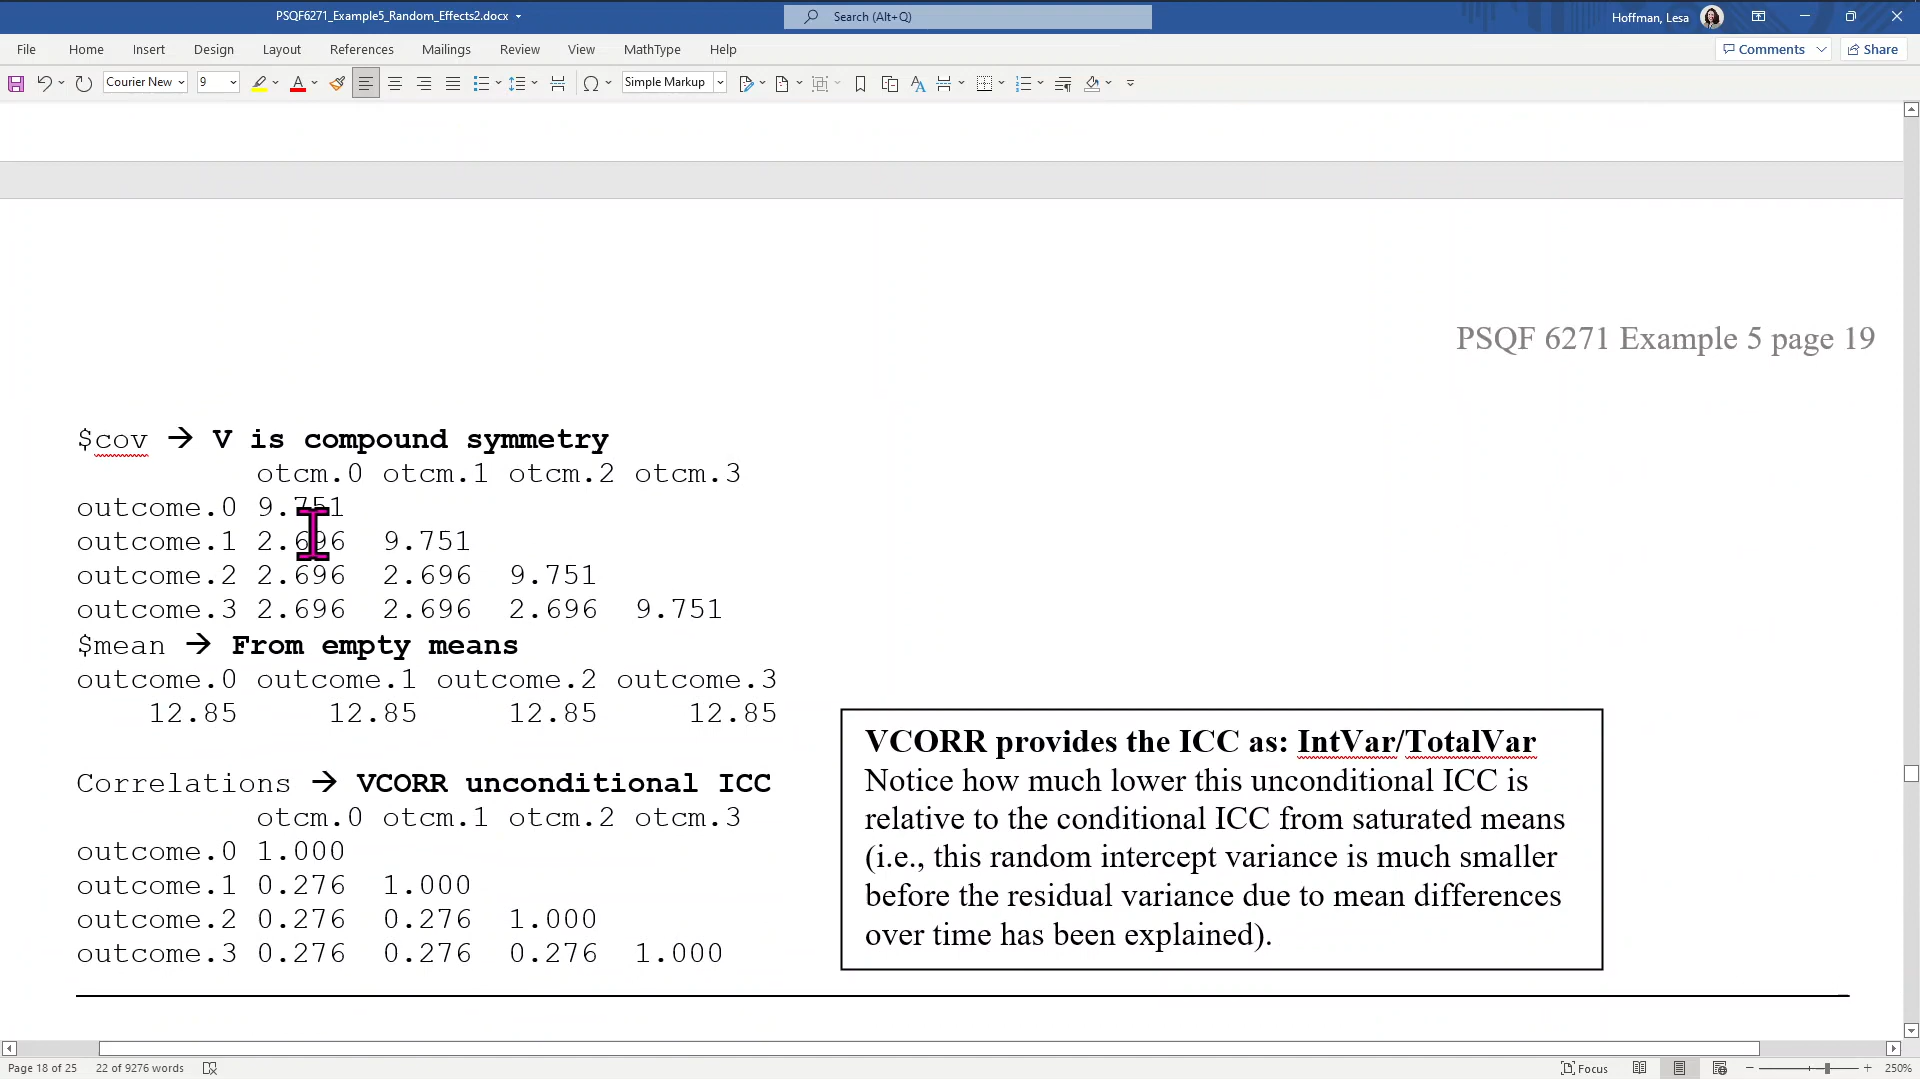 PSQF6271_Example5_Random_Effects2.docx
Search (Alt+Q)
Hoffman, Lesa
File Home Insert Design Layout References Mailings Review View MathType Help
Comments Share
Courier New 9 Simple Markup
PSQF 6271 Example 5 page 19
$cov → V is compound symmetry
otcm.0 otcm.1 otcm.2 otcm.3
outcome.0 9.751
outcome.1 2.696 9.751
outcome.2 2.696 2.696 9.751
outcome.3 2.696 2.696 2.696 9.751
$mean → From empty means
outcome.0 outcome.1 outcome.2 outcome.3
12.85 12.85 12.85 12.85
Correlations → VCORR unconditional ICC
otcm.0 otcm.1 otcm.2 otcm.3
outcome.0 1.000
outcome.1 0.276 1.000
outcome.2 0.276 0.276 1.000
outcome.3 0.276 0.276 0.276 1.000
VCORR provides the ICC as: IntVar/TotalVar
Notice how much lower this unconditional ICC is
relative to the conditional ICC from saturated means
(i.e., this random intercept variance is much smaller
before the residual variance due to mean differences
over time has been explained).
Page 18 of 25 22 of 9276 words
Focus
250%